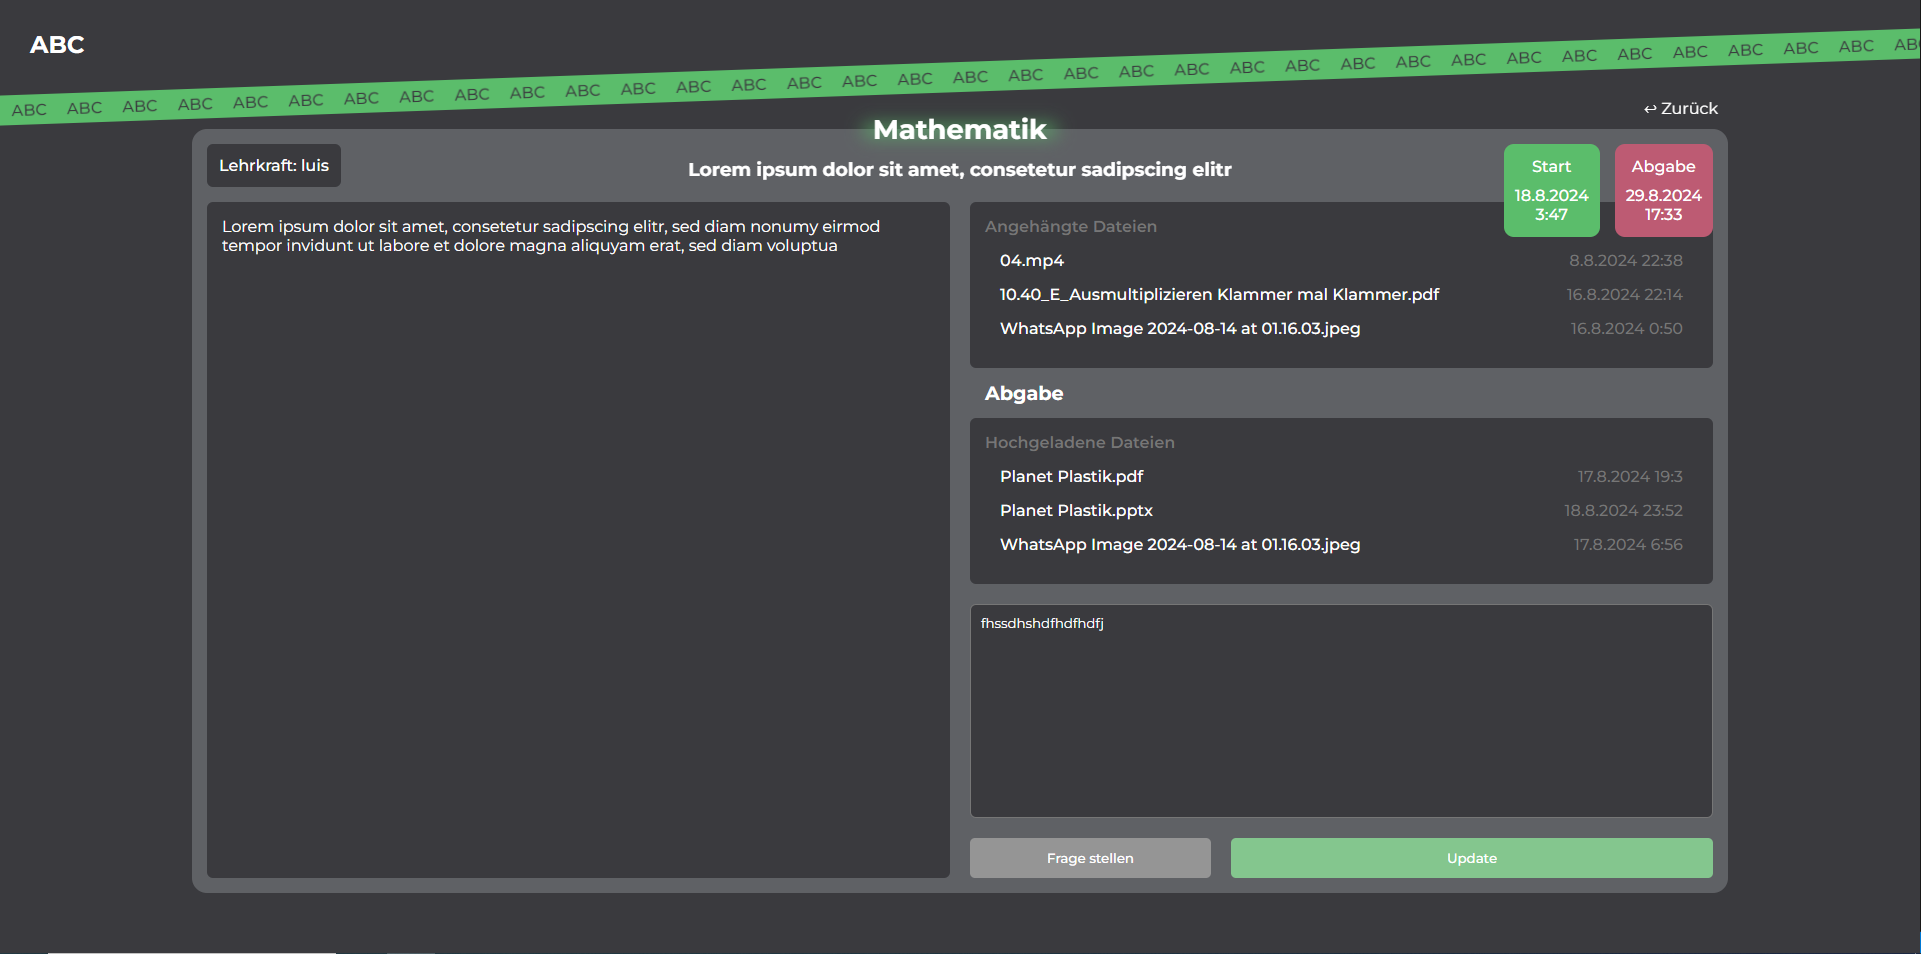 ABC
ABC ABC ABC ABC ABC ABC ABC ABC ABC ABC ABC ABC ABC ABC ABC ABC ABC ABC ABC ABC ABC ABC ABC ABC ABC ABC ABC ABC ABC ABC ABC ABC ABC ABC AB
↩ Zurück
Mathematik
Lehrkraft: luis
Lorem ipsum dolor sit amet, consetetur sadipscing elitr
Start
18.8.2024
3:47
Abgabe
29.8.2024
17:33
Lorem ipsum dolor sit amet, consetetur sadipscing elitr, sed diam nonumy eirmod
tempor invidunt ut labore et dolore magna aliquyam erat, sed diam voluptua
Angehängte Dateien
04.mp4 8.8.2024 22:38
10.40_E_Ausmultiplizieren Klammer mal Klammer.pdf 16.8.2024 22:14
WhatsApp Image 2024-08-14 at 01.16.03.jpeg 16.8.2024 0:50
Abgabe
Hochgeladene Dateien
Planet Plastik.pdf 17.8.2024 19:3
Planet Plastik.pptx 18.8.2024 23:52
WhatsApp Image 2024-08-14 at 01.16.03.jpeg 17.8.2024 6:56
fhssdhshdfhdfhdfj
Frage stellen
Update